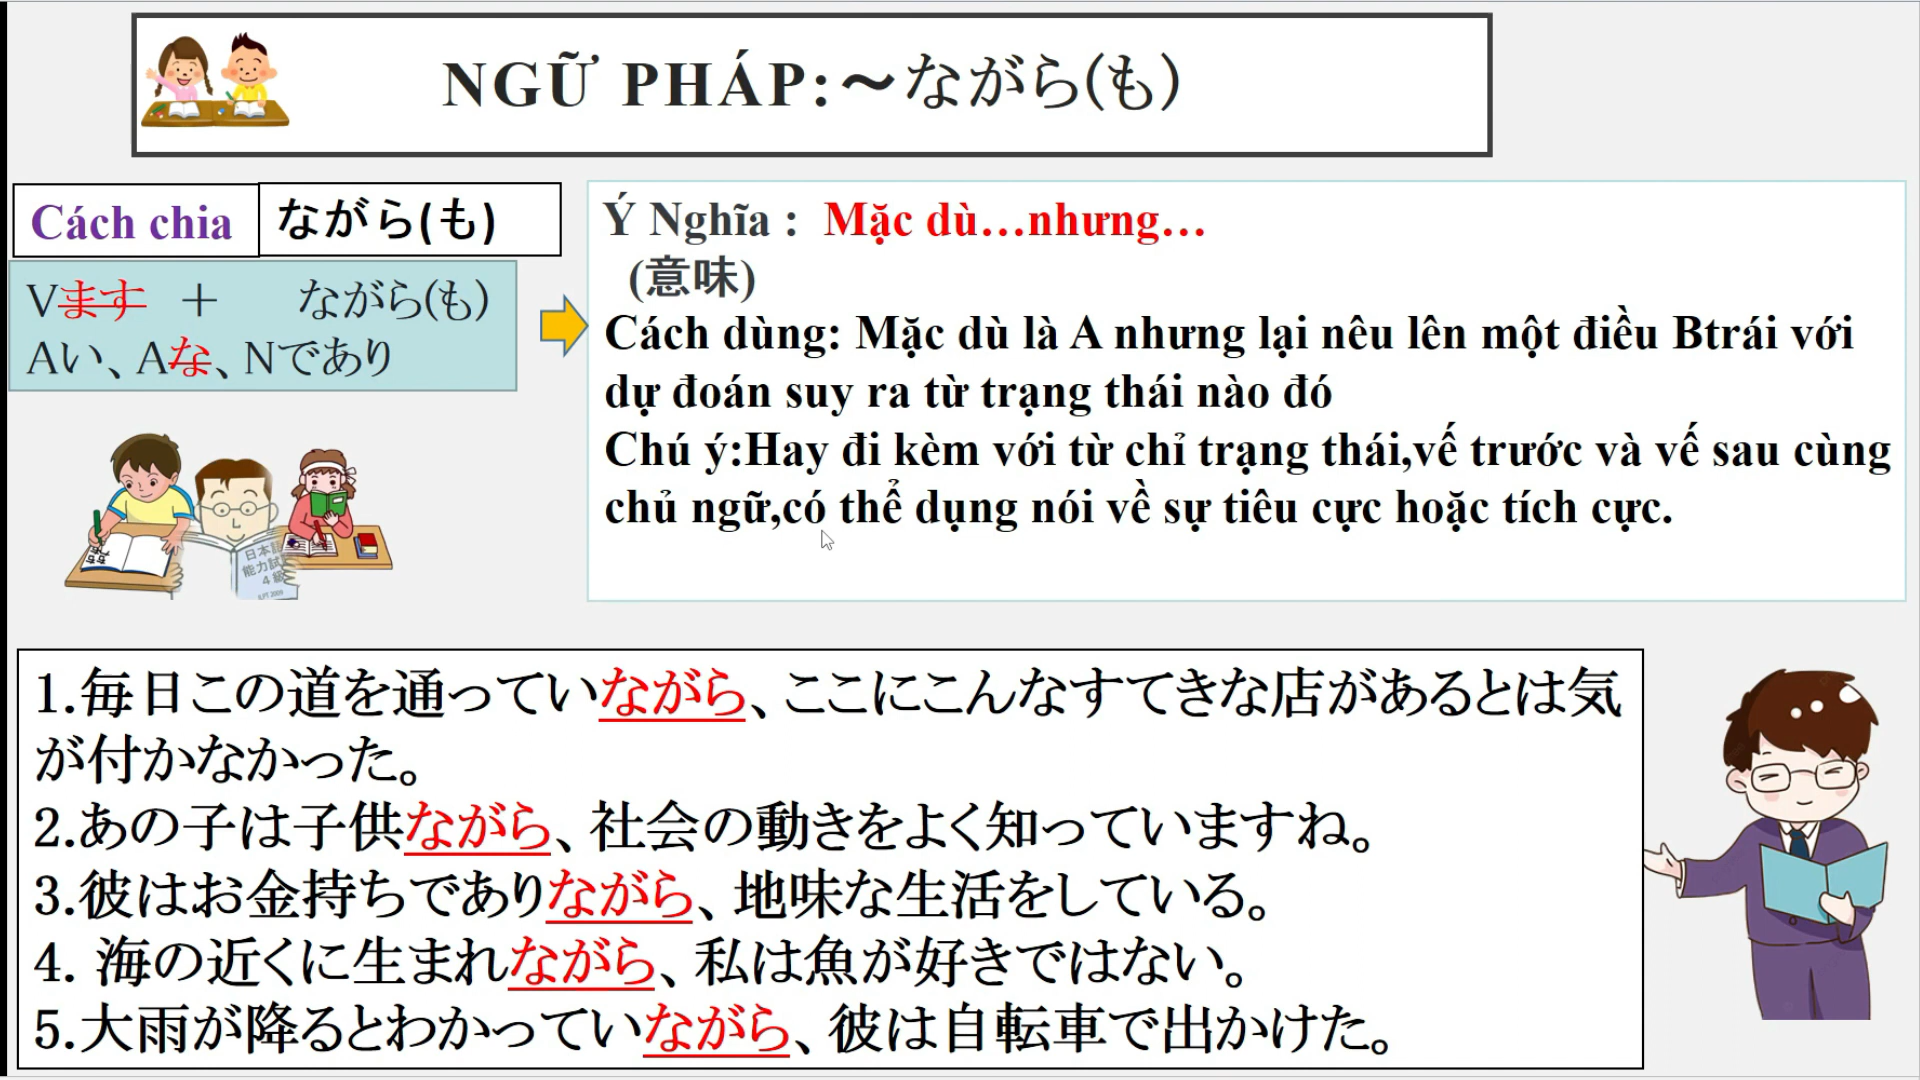 NGỮ PHÁP:～ながら(も)
Cách chia
ながら(も)
Vます ＋ ながら(も)
Aい、Aな、Nであり
Ý Nghĩa : Mặc dù…nhưng…
(意味)
Cách dùng: Mặc dù là A nhưng lại nêu lên một điều Btrái với
dự đoán suy ra từ trạng thái nào đó
Chú ý:Hay đi kèm với từ chỉ trạng thái,vế trước và vế sau cùng
chủ ngữ,có thể dụng nói về sự tiêu cực hoặc tích cực.
日本語
能力試
4級
JLPT 2009
1.毎日この道を通っていながら、ここにこんなすてきな店があるとは気
が付かなかった。
2.あの子は子供ながら、社会の動きをよく知っていますね。
3.彼はお金持ちでありながら、地味な生活をしている。
4. 海の近くに生まれながら、私は魚が好きではない。
5.大雨が降るとわかっていながら、彼は自転車で出かけた。